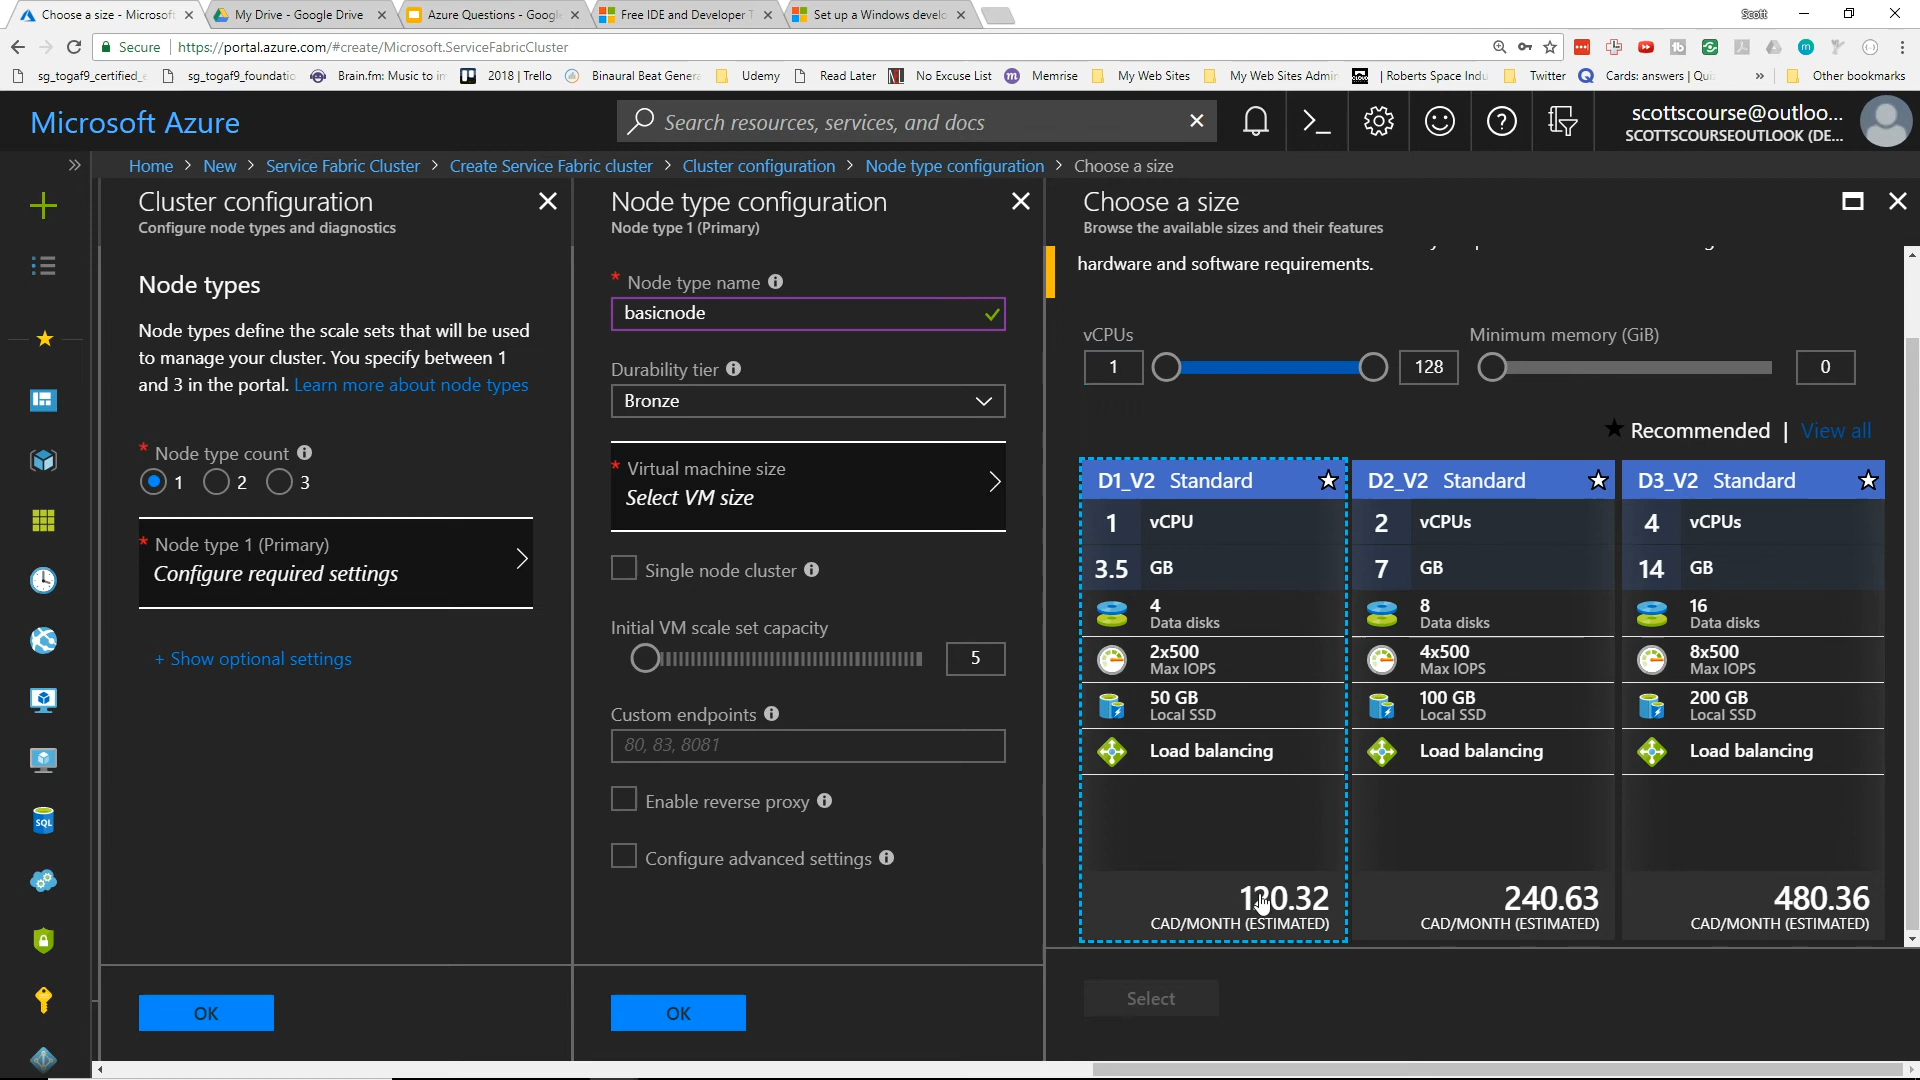 Choose a size - Microsoft
My Drive - Google Drive
Azure Questions - Googl
Free IDE and Developer T
Set up a Windows develo
Scott
Secure
https://portal.azure.com/#create/Microsoft.ServiceFabricCluster
sg_togaf9_certified_
sg_togaf9_foundatio
Brain.fm: Music to in
2018 | Trello
Binaural Beat Genera
Udemy
Read Later
No Excuse List
Memrise
My Web Sites
My Web Sites Admin
| Roberts Space Indu
Twitter
Cards: answers | Qui
»
Other bookmarks
Microsoft Azure
Search resources, services, and docs
scottscourse@outloo...
SCOTTSCOURSEOUTLOOK (DE...
Home > New > Service Fabric Cluster > Create Service Fabric cluster > Cluster configuration > Node type configuration > Choose a size
Cluster configuration
Configure node types and diagnostics
Node types
Node types define the scale sets that will be used
to manage your cluster. You specify between 1
and 3 in the portal. Learn more about node types
* Node type count
1 2 3
* Node type 1 (Primary)
Configure required settings
+ Show optional settings
OK
Node type configuration
Node type 1 (Primary)
* Node type name
basicnode
Durability tier
Bronze
* Virtual machine size
Select VM size
Single node cluster
Initial VM scale set capacity
5
Custom endpoints
80, 83, 8081
Enable reverse proxy
Configure advanced settings
OK
Choose a size
Browse the available sizes and their features
hardware and software requirements.
vCPUs
1
128
Minimum memory (GiB)
0
★ Recommended | View all
D1_V2 Standard
1 vCPU
3.5 GB
4
Data disks
2x500
Max IOPS
50 GB
Local SSD
Load balancing
120.32
CAD/MONTH (ESTIMATED)
D2_V2 Standard
2 vCPUs
7 GB
8
Data disks
4x500
Max IOPS
100 GB
Local SSD
Load balancing
240.63
CAD/MONTH (ESTIMATED)
D3_V2 Standard
4 vCPUs
14 GB
16
Data disks
8x500
Max IOPS
200 GB
Local SSD
Load balancing
480.36
CAD/MONTH (ESTIMATED)
Select